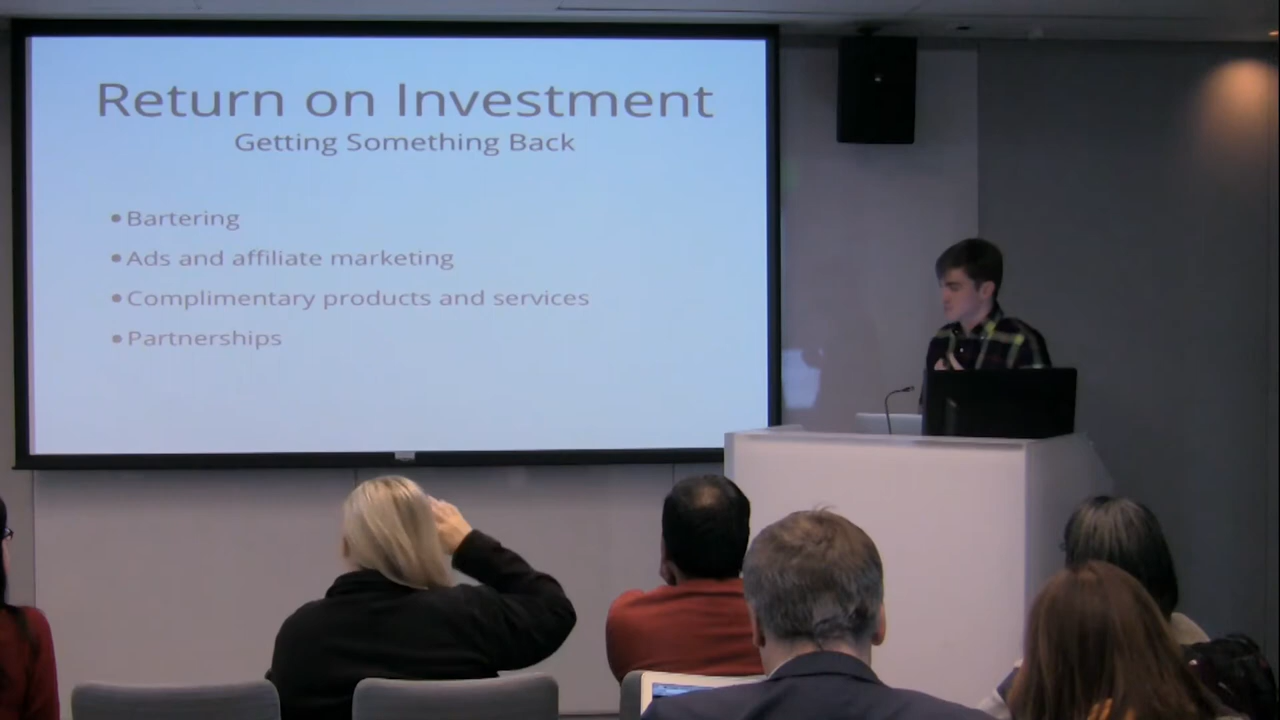 Return on Investment
Getting Something Back
• Bartering
• Ads and affiliate marketing
• Complimentary products and services
• Partnerships